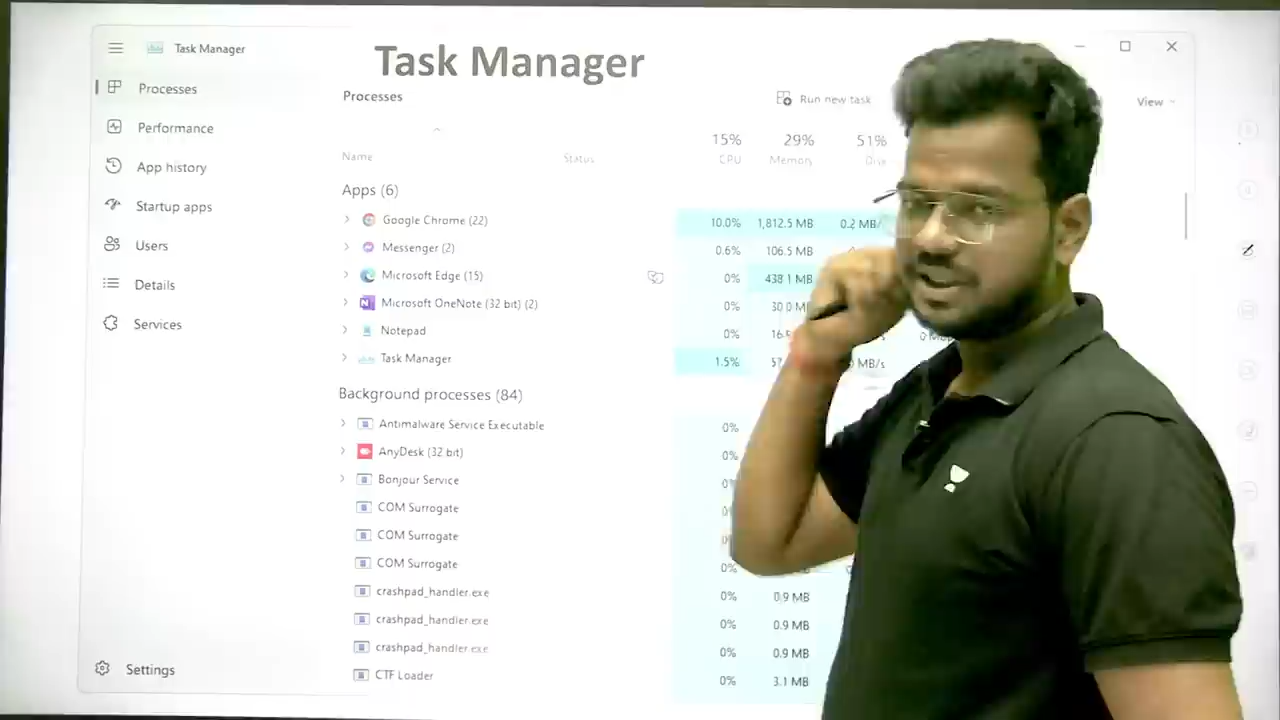 Task Manager
Task Manager
Processes
Performance
App history
Startup apps
Users
Details
Services
Settings
Processes
Run new task
View
15% 29% 51%
Name Status CPU Memory Disk
Apps (6)
Google Chrome (22) 10.0% 1,812.5 MB 0.2 MB/
Messenger (2) 0.6% 106.5 MB
Microsoft Edge (15) 0% 438.1 MB
Microsoft OneNote (32 bit) (2) 0% 30.0 MB
Notepad 0%
Task Manager 1.5% MB/s
Background processes (84)
Antimalware Service Executable 0%
AnyDesk (32 bit) 0%
Bonjour Service
COM Surrogate
COM Surrogate
COM Surrogate 0%
crashpad_handler.exe 0% 0.9 MB
crashpad_handler.exe 0% 0.9 MB
crashpad_handler.exe 0% 0.9 MB
CTF Loader 0% 3.1 MB